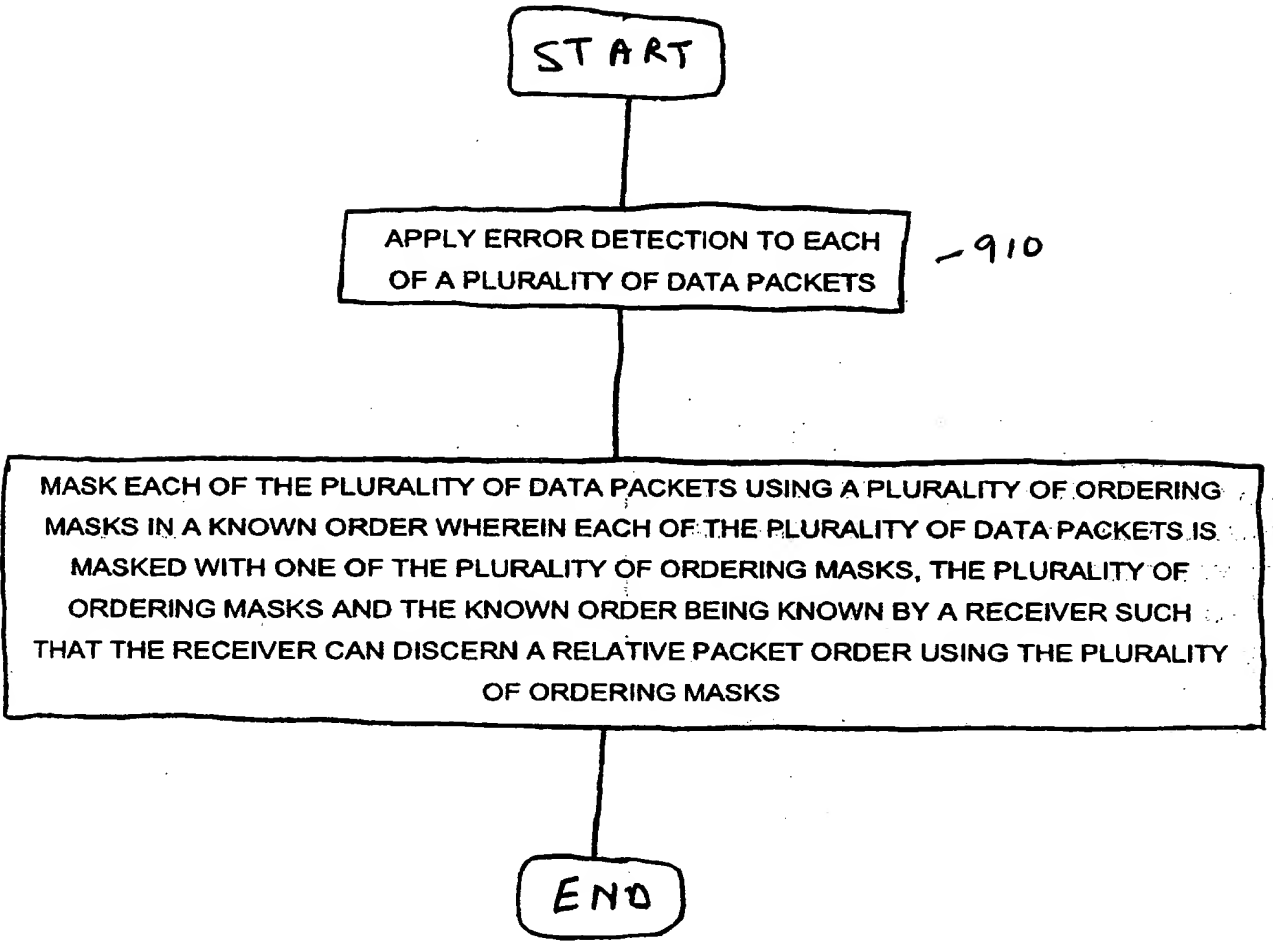 START
APPLY ERROR DETECTION TO EACH
OF A PLURALITY OF DATA PACKETS
910
MASK EACH OF THE PLURALITY OF DATA PACKETS USING A PLURALITY OF ORDERING
MASKS IN A KNOWN ORDER WHEREIN EACH OF THE PLURALITY OF DATA PACKETS IS
MASKED WITH ONE OF THE PLURALITY OF ORDERING MASKS, THE PLURALITY OF
ORDERING MASKS AND THE KNOWN ORDER BEING KNOWN BY A RECEIVER SUCH
THAT THE RECEIVER CAN DISCERN A RELATIVE PACKET ORDER USING THE PLURALITY
OF ORDERING MASKS
END